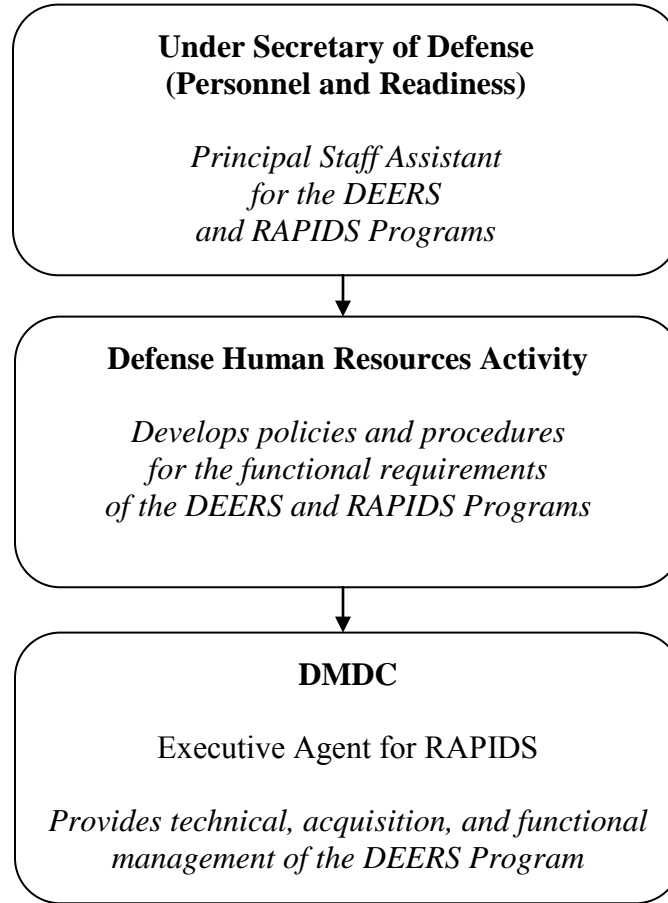 Under Secretary of Defense
(Personnel and Readiness)
Principal Staff Assistant
for the DEERS
and RAPIDS Programs
Defense Human Resources Activity
Develops policies and procedures
for the functional requirements
of the DEERS and RAPIDS Programs
DMDC
Executive Agent for RAPIDS
Provides technical, acquisition, and functional
management of the DEERS Program